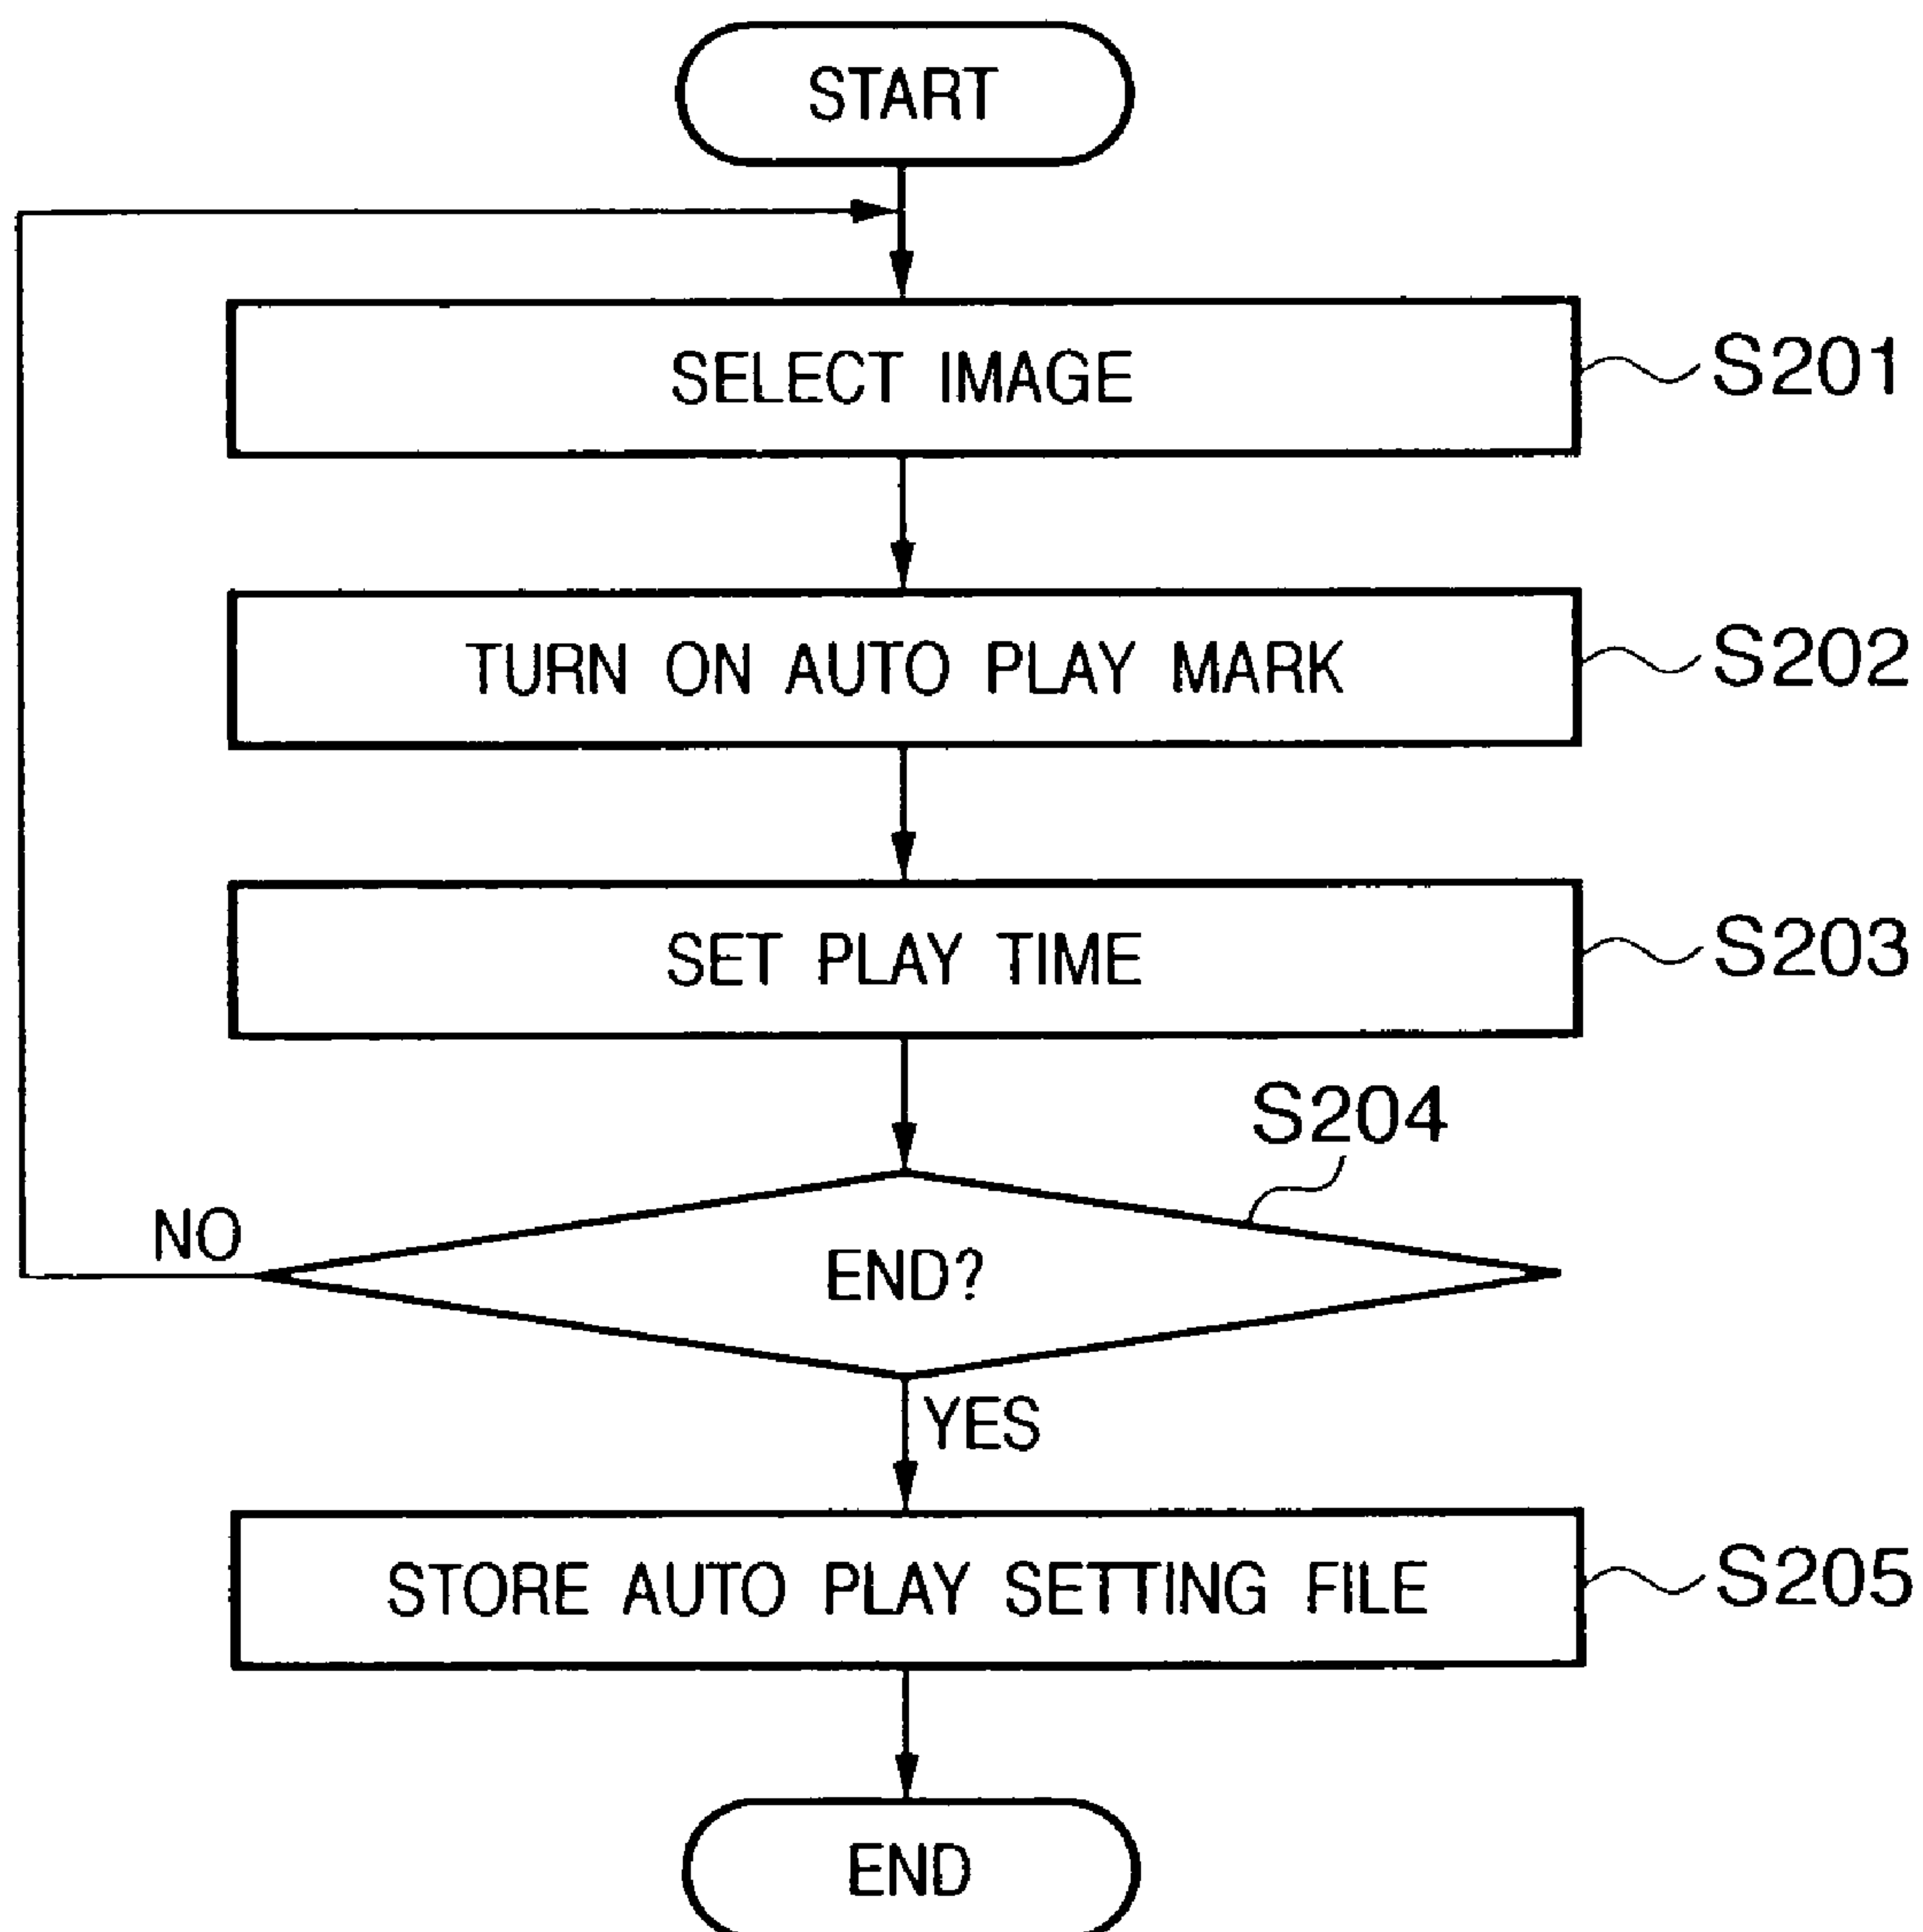 START
SELECT IMAGE
S201
TURN ON AUTO PLAY MARK
S202
SET PLAY TIME
S203
S204
NO
END?
YES
STORE AUTO PLAY SETTING FILE
S205
END